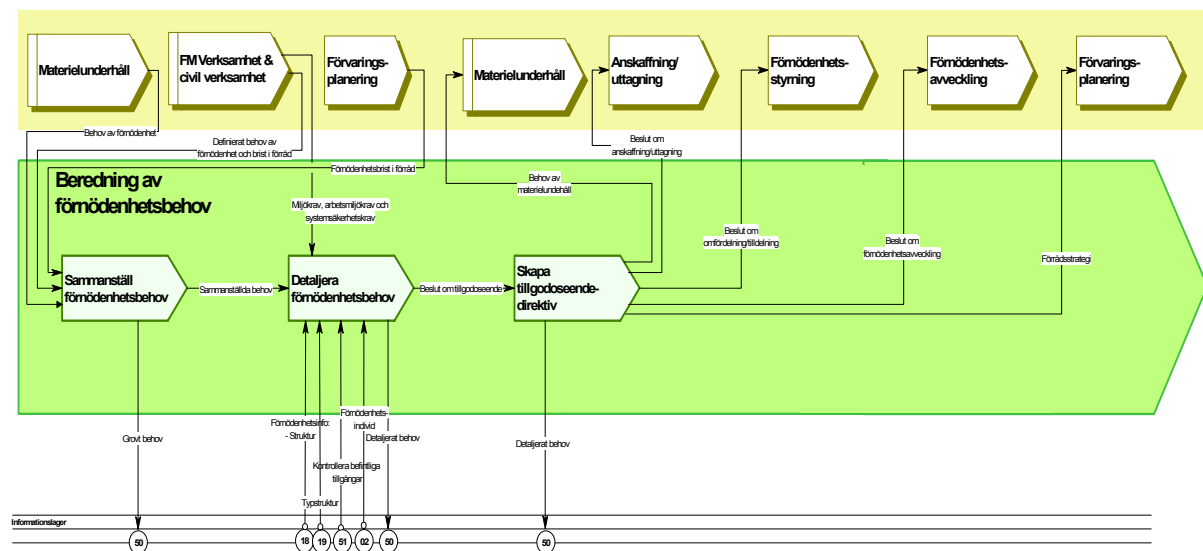 Materielunderhåll
FM Verksamhet &
civil verksamhet
Förvarings-
planering
Materielunderhåll
Anskaffning/
uttagning
Förnödenhets-
styrning
Förnödenhets-
avveckling
Förvarings-
planering
Behov av förnödenhet
Definierat behov av
förnödenhet och brist i förråd
Förnödenhetsbrist i förråd
Beslut om
anskaffning/uttagning
Behov av
materielundehåll
Beredning av
förnödenhetsbehov
Miljökrav, arbetsmiljökrav och
systemsäkerhetskrav
Beslut om
omfördelning/tilldelning
Beslut om
förnödenhetsavveckling
Förrådsstrategi
Sammanställ
förnödenhetsbehov
Sammanställda behov
Detaljera
förnödenhetsbehov
Beslut om tillgodoseende
Skapa
tillgodoseende-
direktiv
Grovt behov
Förnödenhetsinfo:
- Struktur
Förnödenhets-
individ
Detaljerat behov
Detaljerat behov
Kontrollera befintliga
tillgångar
Typstruktur
Informationslager
50
18
19
51
02
50
50